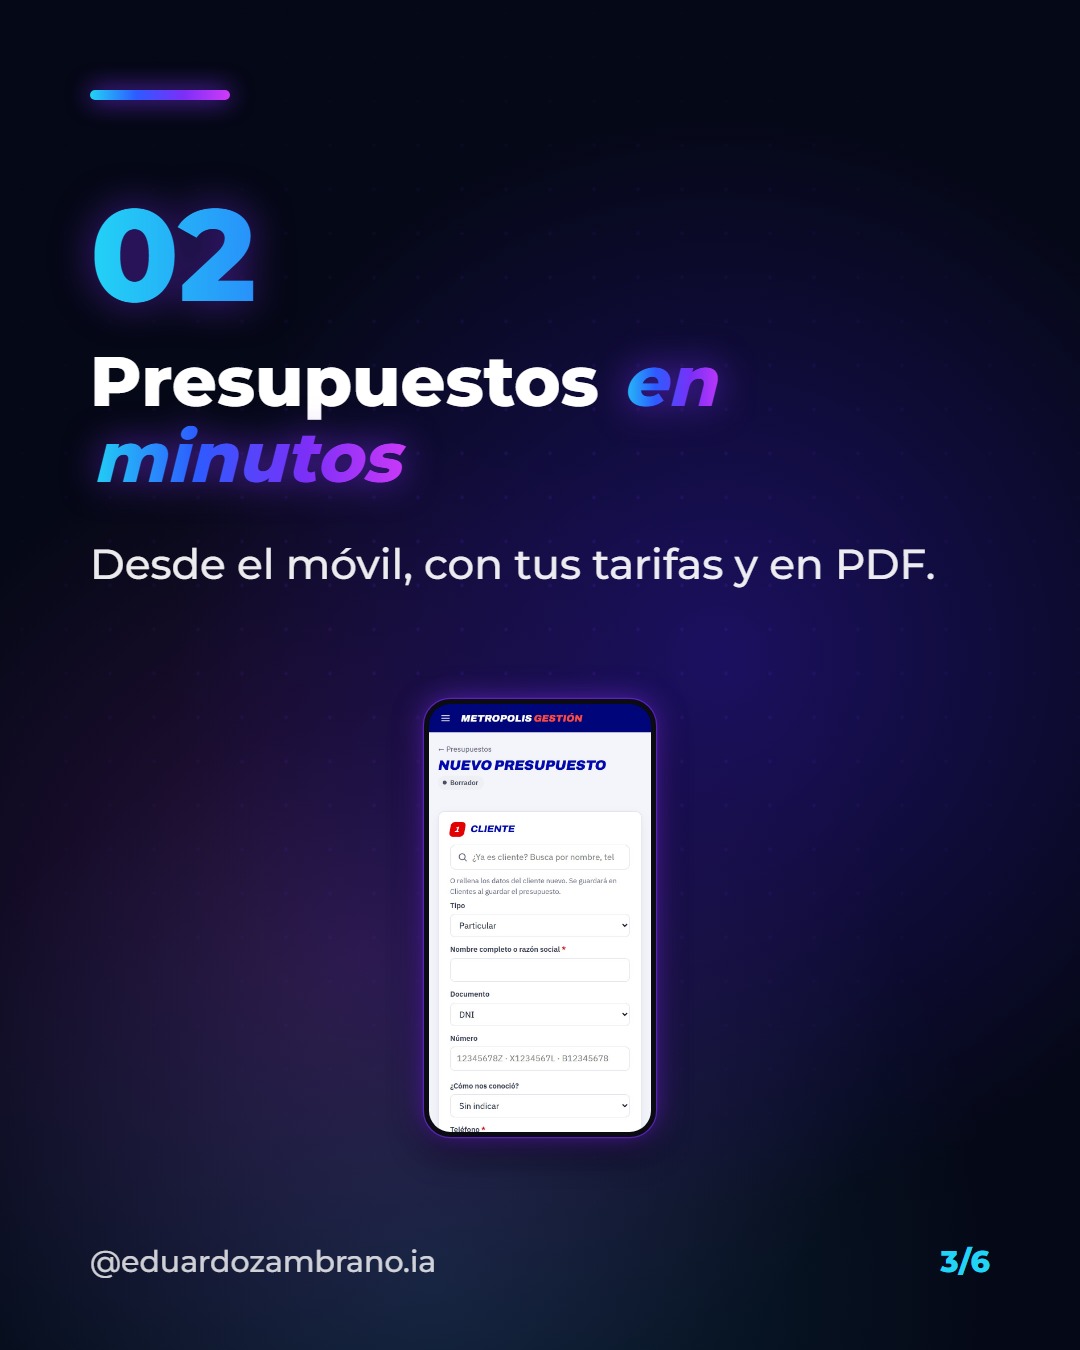 02
Presupuestos en
minutos
Desde el móvil, con tus tarifas y en PDF.
METROPOLIS GESTIÓN
← Presupuestos
NUEVO PRESUPUESTO
Borrador
1 CLIENTE
¿Ya es cliente? Busca por nombre, tel
O rellena los datos del cliente nuevo. Se guardará en
Clientes al guardar el presupuesto.
Tipo
Particular
Nombre completo o razón social *
Documento
DNI
Número
12345678Z · X1234567L · B12345678
¿Cómo nos conoció?
Sin indicar
Teléfono *
@eduardozambrano.ia
3/6